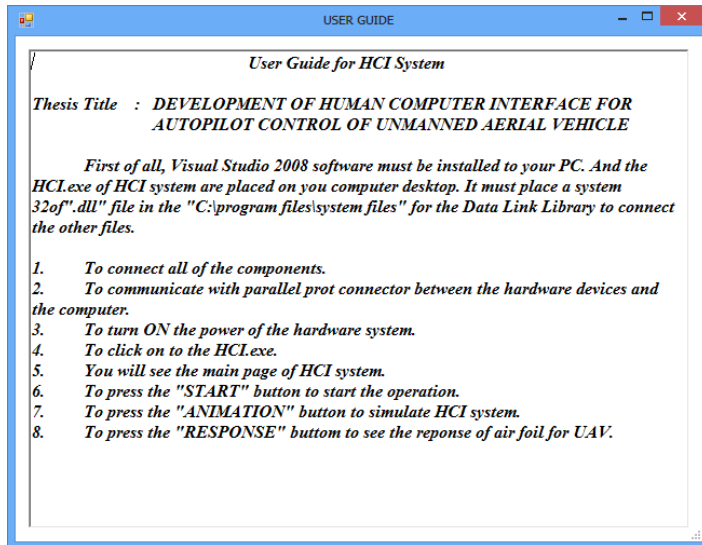 USER GUIDE
User Guide for HCI System
Thesis Title : DEVELOPMENT OF HUMAN COMPUTER INTERFACE FOR
AUTOPILOT CONTROL OF UNMANNED AERIAL VEHICLE
First of all, Visual Studio 2008 software must be installed to your PC. And the
HCI.exe of HCI system are placed on you computer desktop. It must place a system
32of".dll" file in the "C:\program files\system files" for the Data Link Library to connect
the other files.
1. To connect all of the components.
2. To communicate with parallel prot connector between the hardware devices and
the computer.
3. To turn ON the power of the hardware system.
4. To click on to the HCI.exe.
5. You will see the main page of HCI system.
6. To press the "START" button to start the operation.
7. To press the "ANIMATION" button to simulate HCI system.
8. To press the "RESPONSE" buttom to see the reponse of air foil for UAV.